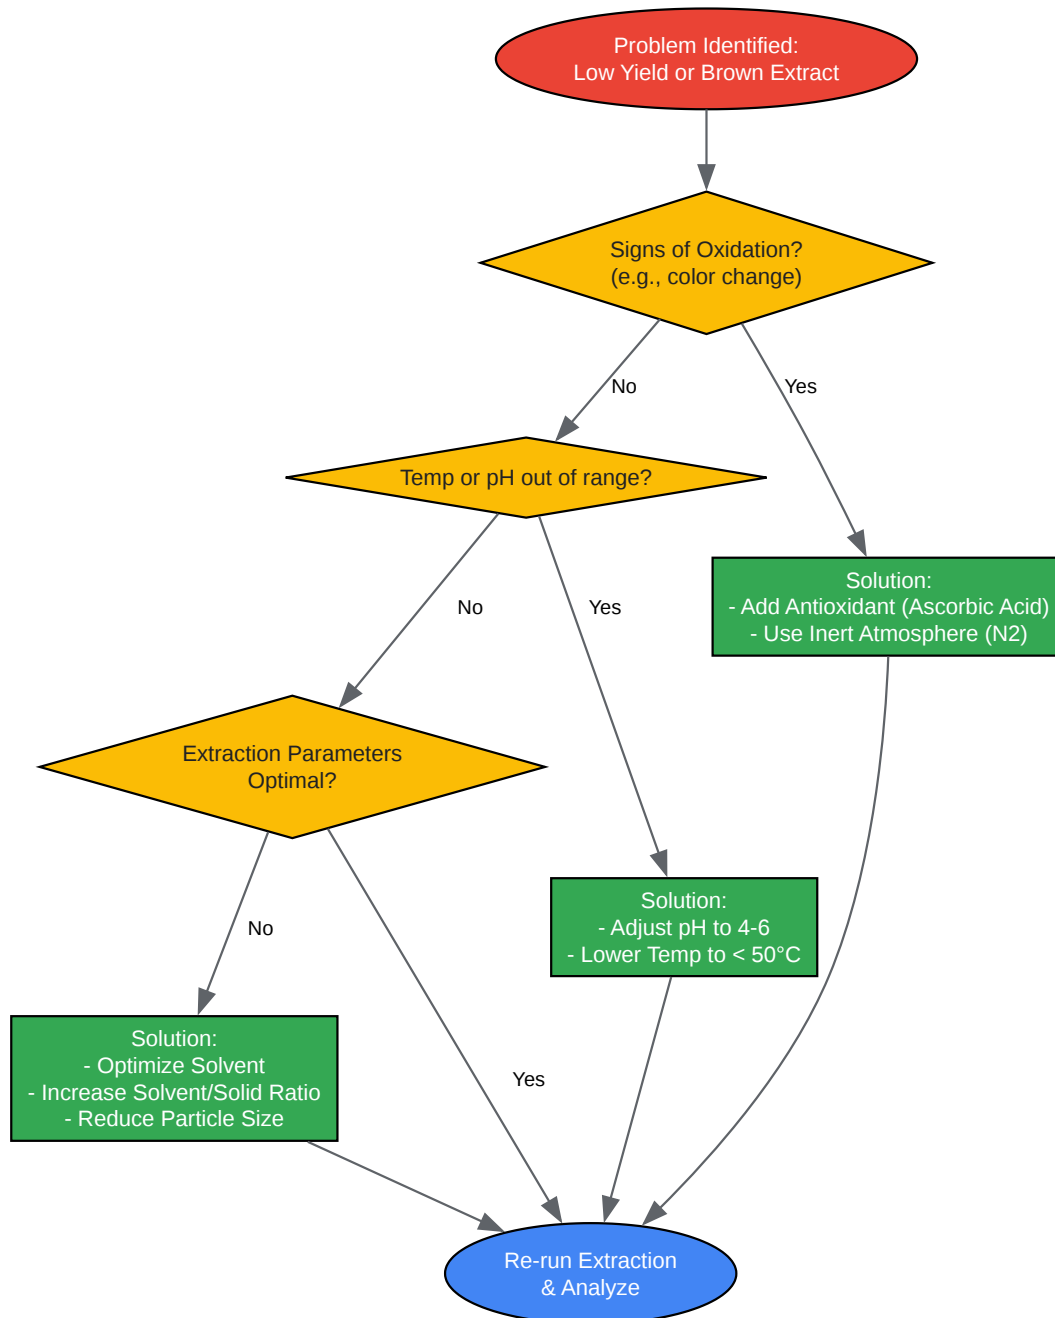 Problem Identified:
Low Yield or Brown Extract
Signs of Oxidation?
(e.g., color change)
No
Yes
Temp or pH out of range?
No
Yes
Solution:
- Add Antioxidant (Ascorbic Acid)
- Use Inert Atmosphere (N2)
Extraction Parameters
Optimal?
No
Yes
Solution:
- Adjust pH to 4-6
- Lower Temp to < 50°C
Solution:
- Optimize Solvent
- Increase Solvent/Solid Ratio
- Reduce Particle Size
Re-run Extraction
& Analyze